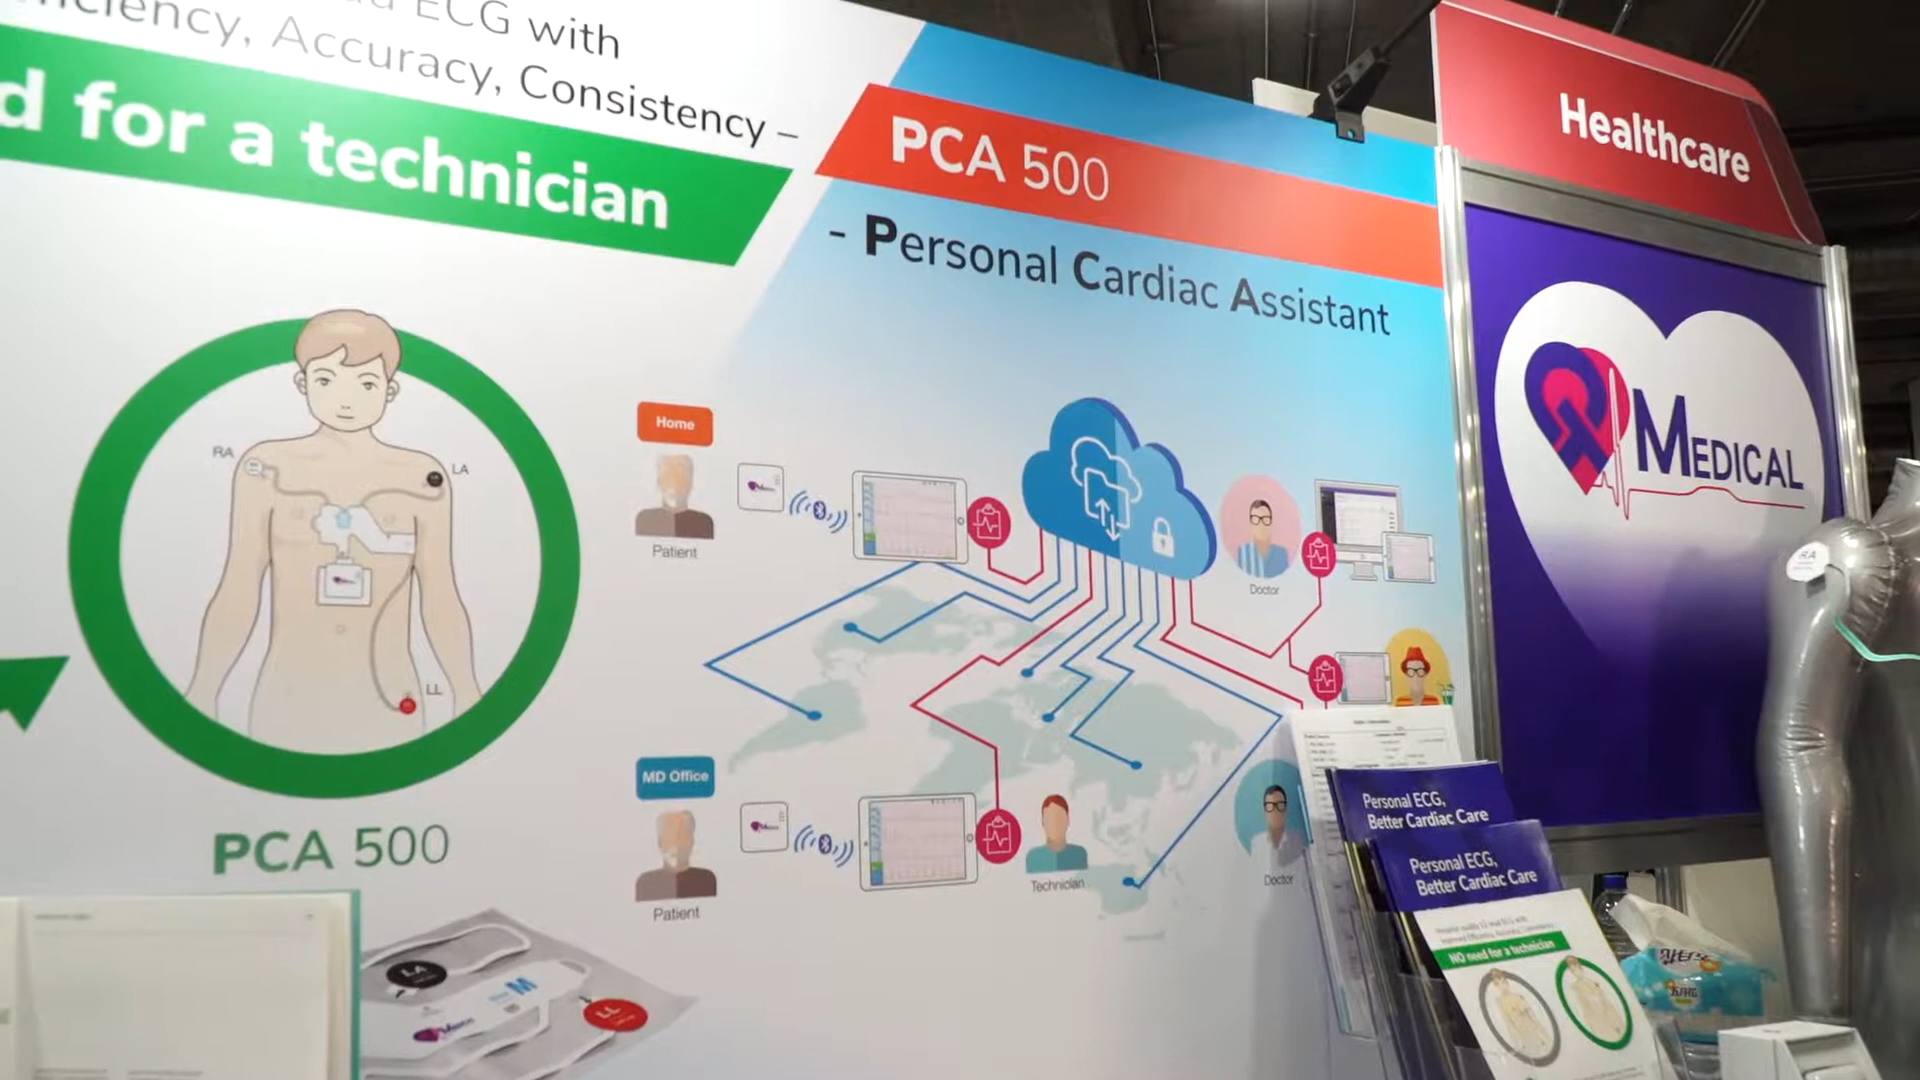 ECG with
Accuracy, Consistency –
d for a technician
PCA 500
- Personal Cardiac Assistant
Healthcare
MEDICAL
RA
LA
LL
PCA 500
Home
Patient
Doctor
MD Office
Patient
Technician
Doctor
LA
M
LL
RA
Personal ECG,
Better Cardiac Care
Personal ECG,
Better Cardiac Care
NO need for a technician